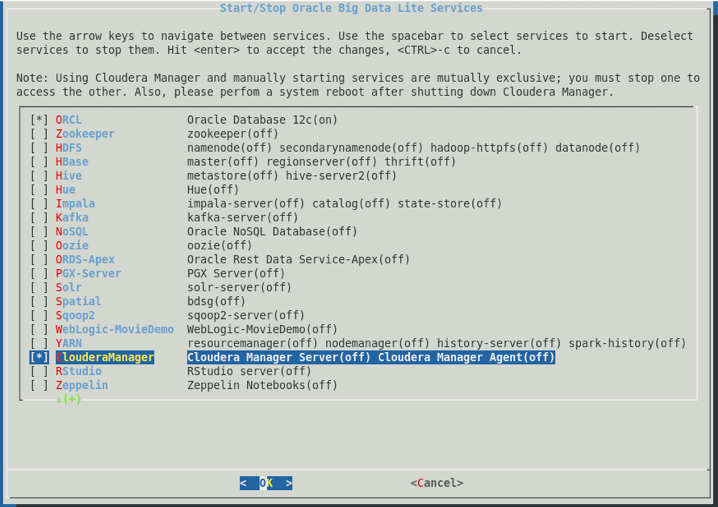 Start/Stop Oracle Big Data Lite Services
Use the arrow keys to navigate between services. Use the spacebar to select services to start. Deselect
services to stop them. Hit <enter> to accept the changes, <CTRL>-c to cancel.
Note: Using Cloudera Manager and manually starting services are mutually exclusive; you must stop one to
access the other. Also, please perfom a system reboot after shutting down Cloudera Manager.
[*] ORCL Oracle Database 12c(on)
[ ] Zookeeper zookeeper(off)
[ ] HDFS namenode(off) secondarynamenode(off) hadoop-httpfs(off) datanode(off)
[ ] HBase master(off) regionserver(off) thrift(off)
[ ] Hive metastore(off) hive-server2(off)
[ ] Hue Hue(off)
[ ] Impala impala-server(off) catalog(off) state-store(off)
[ ] Kafka kafka-server(off)
[ ] NoSQL Oracle NoSQL Database(off)
[ ] Oozie oozie(off)
[ ] ORDS-Apex Oracle Rest Data Service-Apex(off)
[ ] PGX-Server PGX Server(off)
[ ] Solr solr-server(off)
[ ] Spatial bdsg(off)
[ ] Sqoop2 sqoop2-server(off)
[ ] WebLogic-MovieDemo WebLogic-MovieDemo(off)
[ ] YARN resourcemanager(off) nodemanager(off) history-server(off) spark-history(off)
[*] ClouderaManager Cloudera Manager Server(off) Cloudera Manager Agent(off)
[ ] RStudio RStudio server(off)
[ ] Zeppelin Zeppelin Notebooks(off)
↓(+)
< OK > <Cancel>